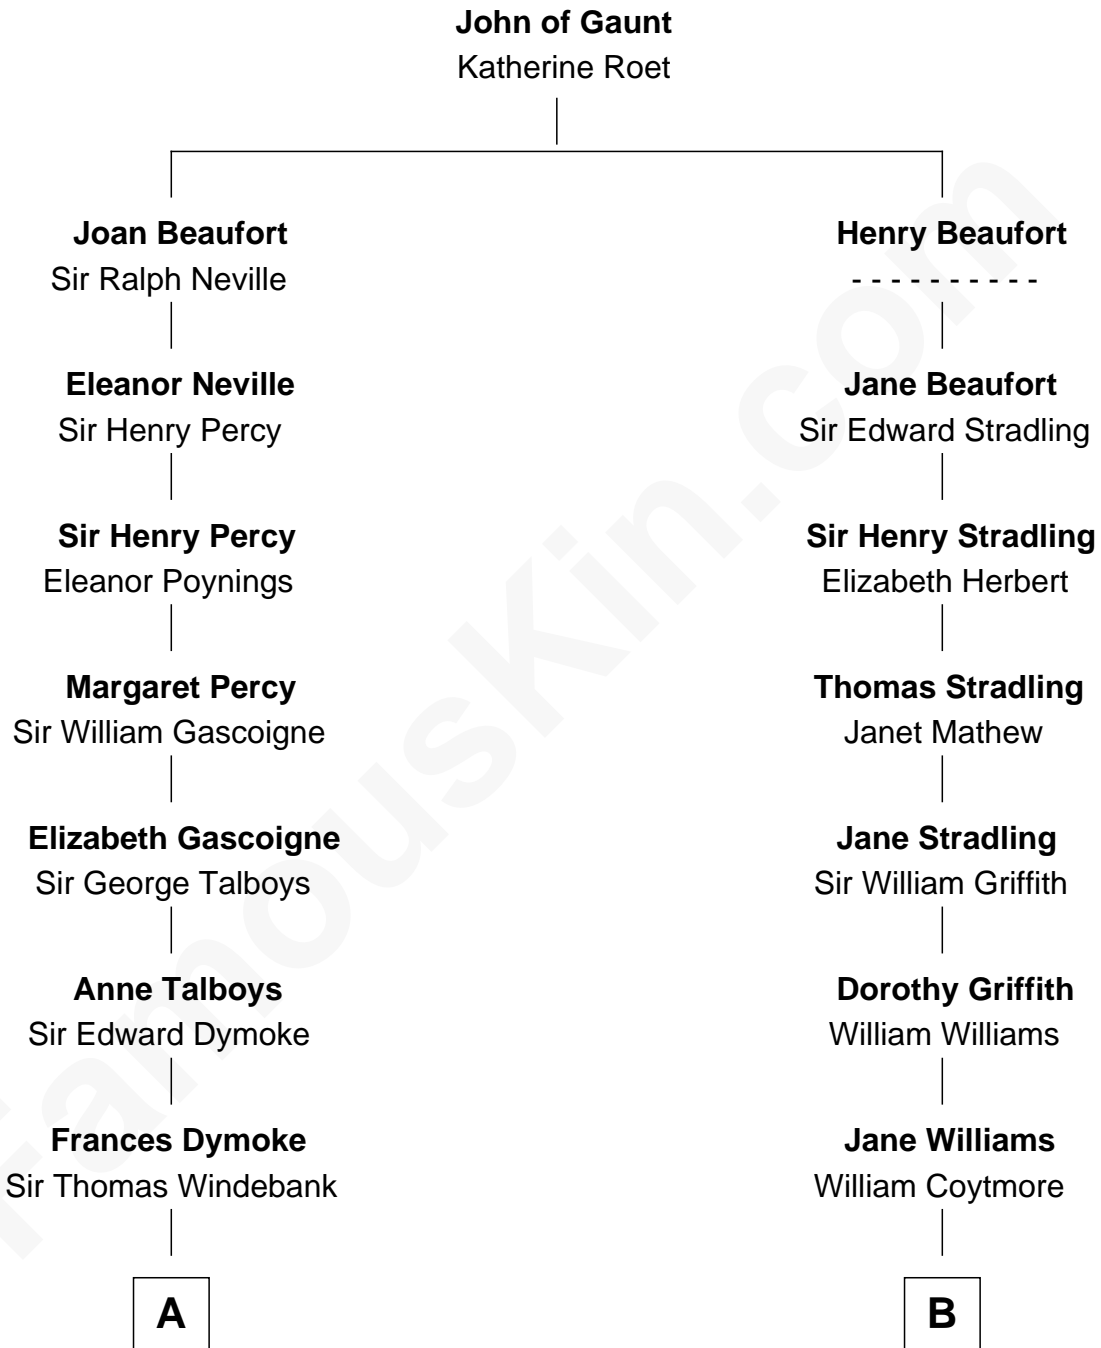 John of Gaunt
Katherine Roet
Joan Beaufort
Sir Ralph Neville
Henry Beaufort
- - - - - - - - - -
Eleanor Neville
Sir Henry Percy
Jane Beaufort
Sir Edward Stradling
Sir Henry Percy
Eleanor Poynings
Sir Henry Stradling
Elizabeth Herbert
Margaret Percy
Sir William Gascoigne
Thomas Stradling
Janet Mathew
Elizabeth Gascoigne
Sir George Talboys
Jane Stradling
Sir William Griffith
Anne Talboys
Sir Edward Dymoke
Dorothy Griffith
William Williams
Frances Dymoke
Sir Thomas Windebank
Jane Williams
William Coytmore
A
B
FamousKin.com